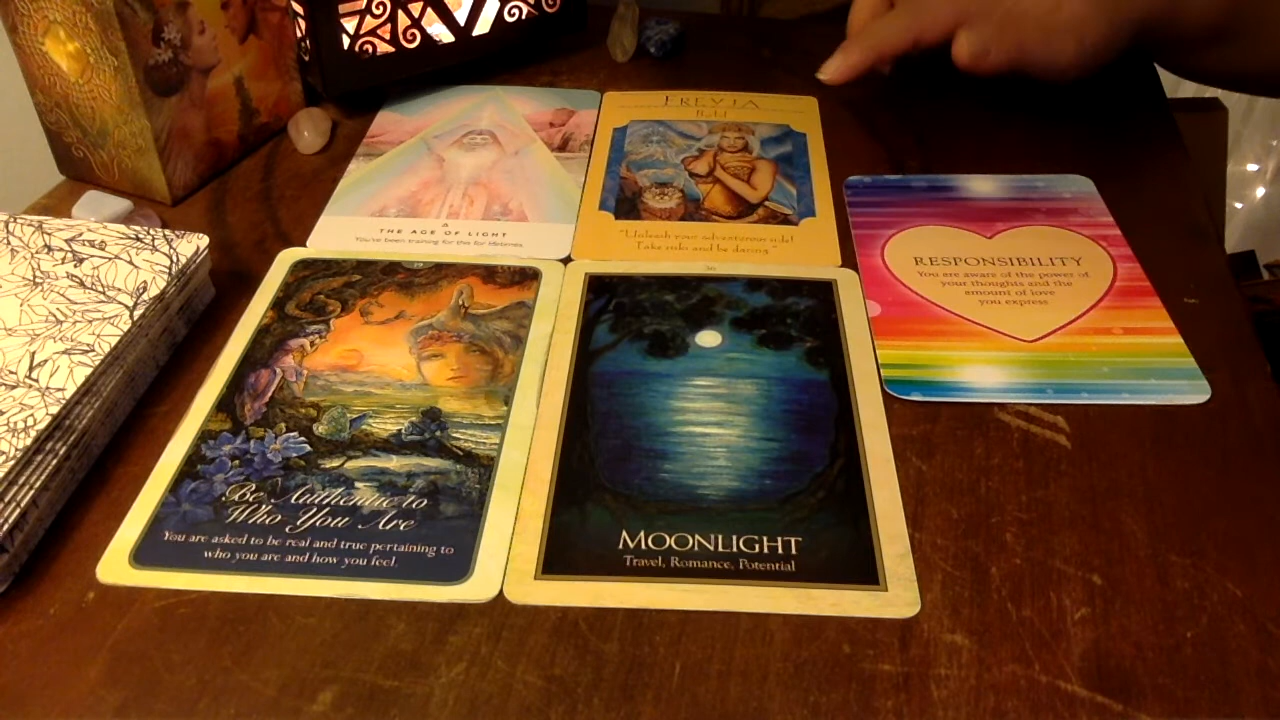 THE AGE OF LIGHT
You've been training for this for lifetimes.
FREYJA
Bold
"Unleash your adventurous side!
Take risks and be daring."
RESPONSIBILITY
You are aware of the power of
your thoughts and the
amount of love
you express
Be Authentic to
Who You Are
You are asked to be real and true pertaining to
who you are and how you feel.
36
MOONLIGHT
Travel, Romance, Potential